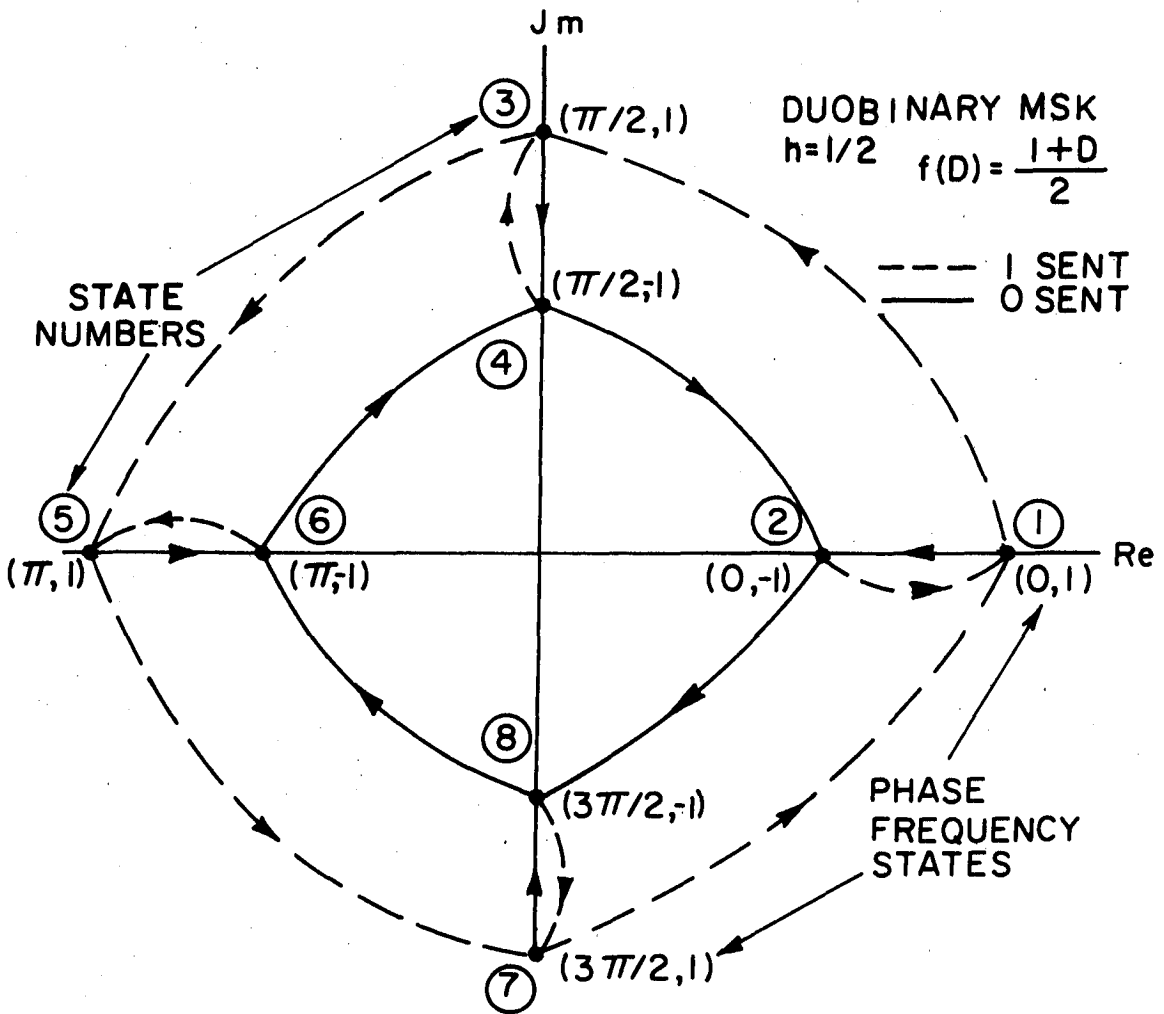 Jm
③
(π/2,1)
DUOBINARY MSK
h=1/2 f(D)= 1+D
2
--- 1 SENT
— 0 SENT
STATE
NUMBERS
(π/2,-1)
④
⑤
⑥
②
①
Re
(π,1)
(π,-1)
(0,-1)
(0,1)
⑧
(3π/2,-1)
PHASE
FREQUENCY
STATES
(3π/2,1)
⑦